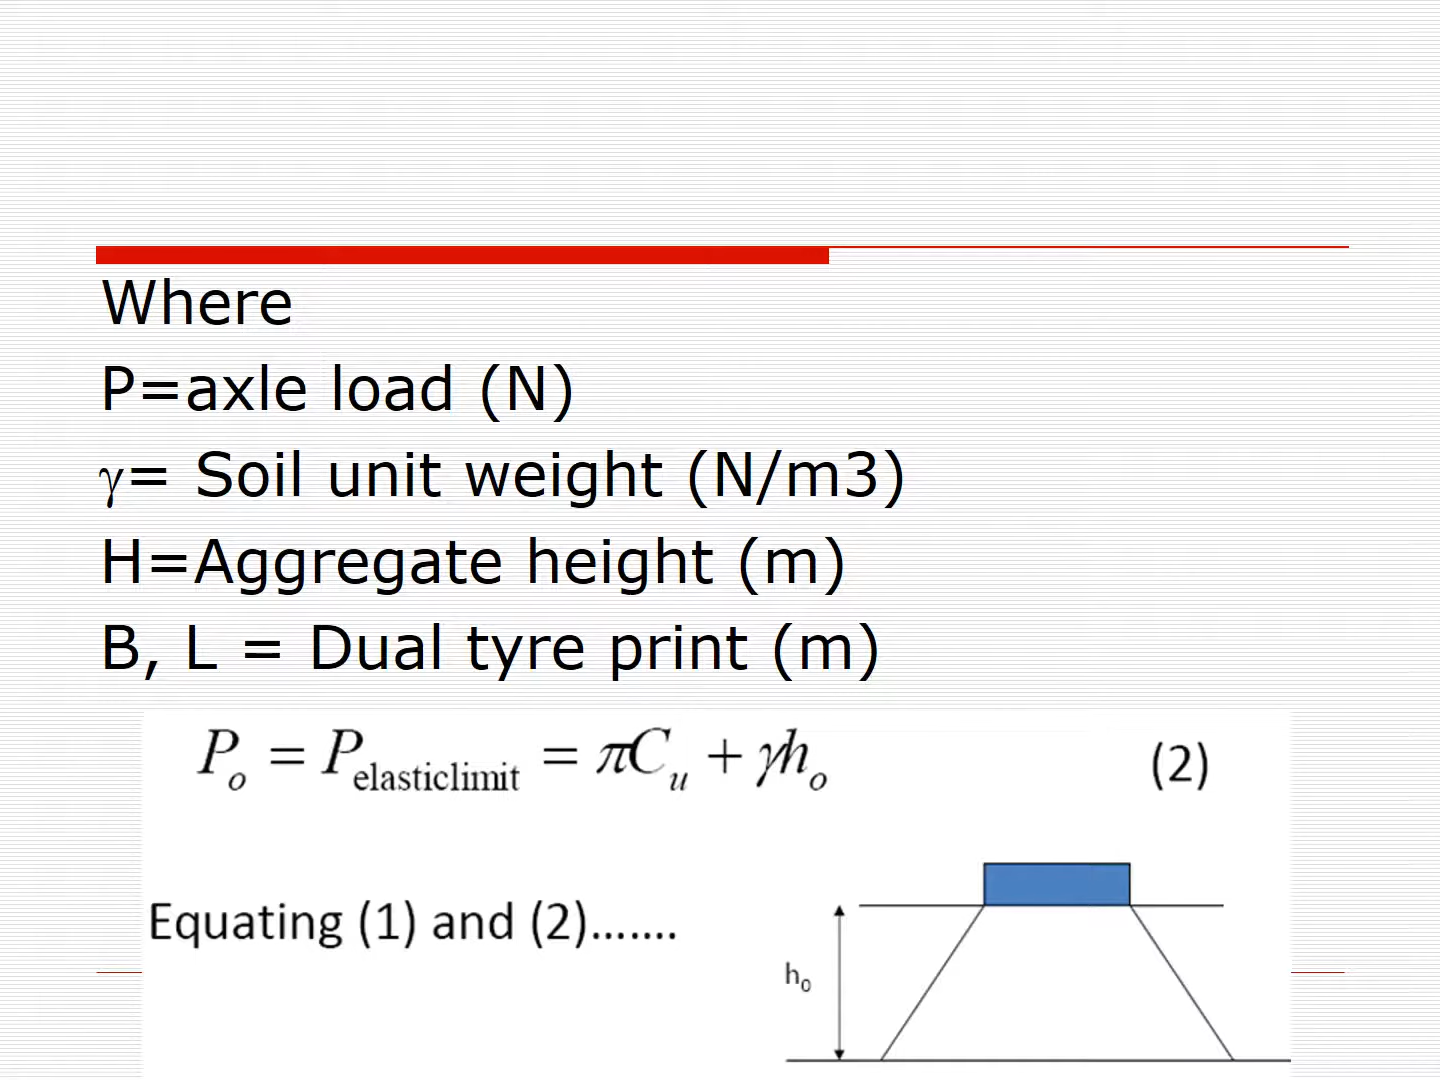 Where
P=axle load (N)
γ= Soil unit weight (N/m3)
H=Aggregate height (m)
B, L = Dual tyre print (m)
Pₒ = P_elasticlimit = πCᵤ + γhₒ (2)
Equating (1) and (2).......
h₀